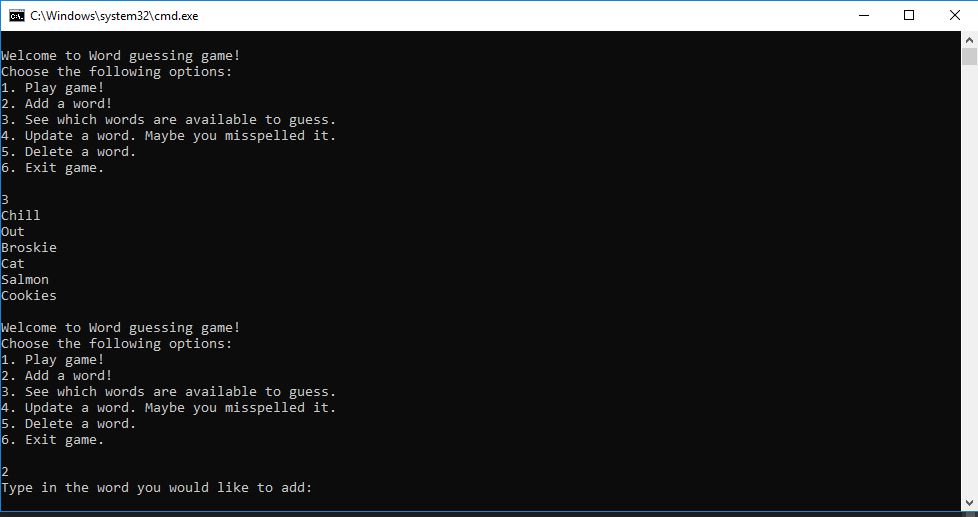 C:\Windows\system32\cmd.exe
Welcome to Word guessing game!
Choose the following options:
1. Play game!
2. Add a word!
3. See which words are available to guess.
4. Update a word. Maybe you misspelled it.
5. Delete a word.
6. Exit game.
3
Chill
Out
Broskie
Cat
Salmon
Cookies
Welcome to Word guessing game!
Choose the following options:
1. Play game!
2. Add a word!
3. See which words are available to guess.
4. Update a word. Maybe you misspelled it.
5. Delete a word.
6. Exit game.
2
Type in the word you would like to add: